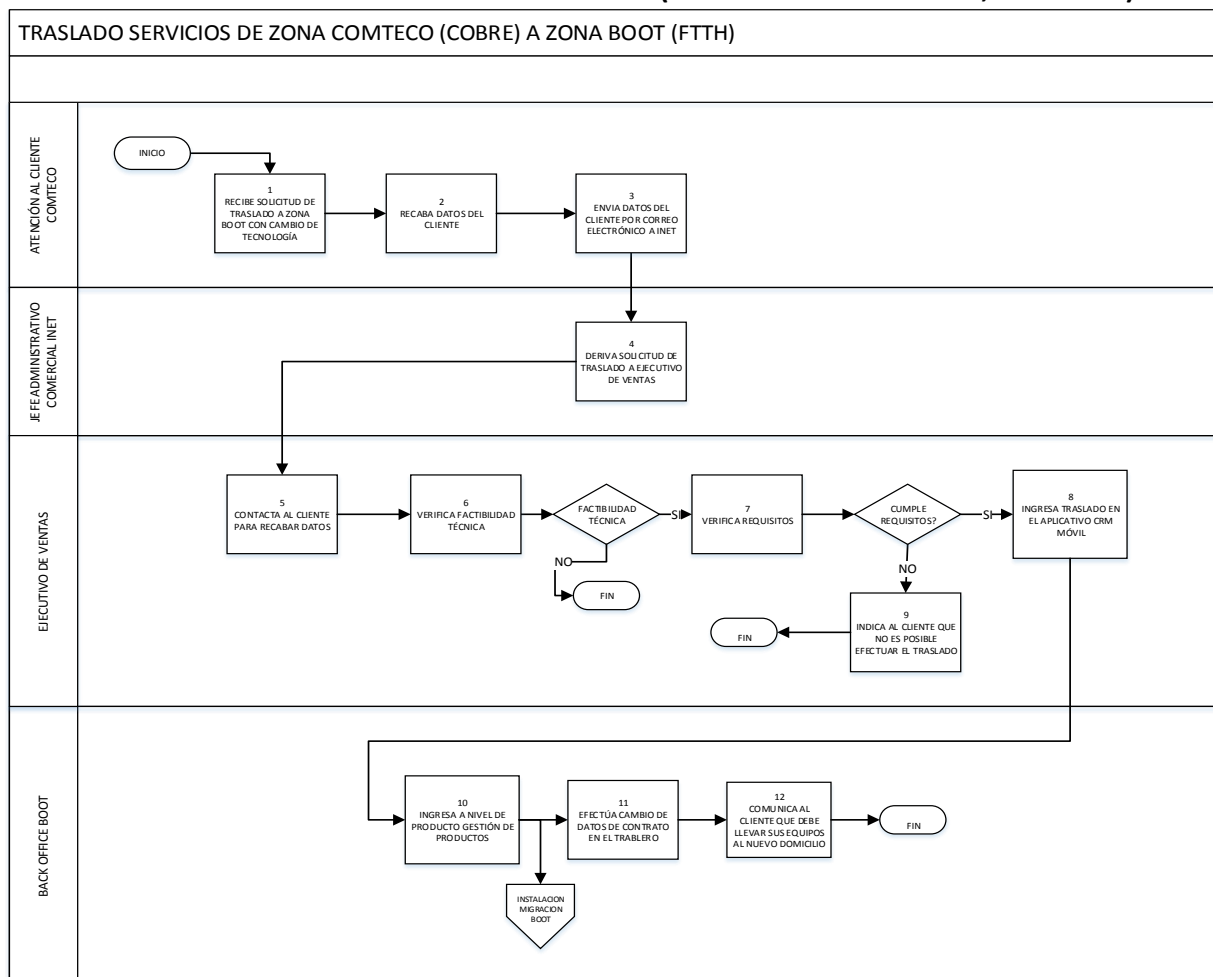 TRASLADO SERVICIOS DE ZONA COMTECO (COBRE) A ZONA BOOT (FTTH)
ATENCIÓN AL CLIENTE
COMTECO
INICIO
1
RECIBE SOLICITUD DE
TRASLADO A ZONA
BOOT CON CAMBIO DE
TECNOLOGÍA
2
RECABA DATOS DEL
CLIENTE
3
ENVIA DATOS DEL
CLIENTE POR CORREO
ELECTRÓNICO A INET
JEFE ADMINISTRATIVO
COMERCIAL INET
4
DERIVA SOLICITUD DE
TRASLADO A EJECUTIVO
DE VENTAS
EJECUTIVO DE VENTAS
5
CONTACTA AL CLIENTE
PARA RECABAR DATOS
6
VERIFICA FACTIBILIDAD
TÉCNICA
FACTIBILIDAD
TÉCNICA
SI
NO
FIN
7
VERIFICA REQUISITOS
CUMPLE
REQUISITOS?
SI
NO
8
INGRESA TRASLADO EN
EL APLICATIVO CRM
MÓVIL
9
INDICA AL CLIENTE QUE
NO ES POSIBLE
EFECTUAR EL TRASLADO
FIN
BACK OFFICE BOOT
10
INGRESA A NIVEL DE
PRODUCTO GESTIÓN DE
PRODUCTOS
11
EFECTÚA CAMBIO DE
DATOS DE CONTRATO
EN EL TRABLERO
12
COMUNICA AL
CLIENTE QUE DEBE
LLEVAR SUS EQUIPOS
AL NUEVO DOMICILIO
FIN
INSTALACION
MIGRACION
BOOT